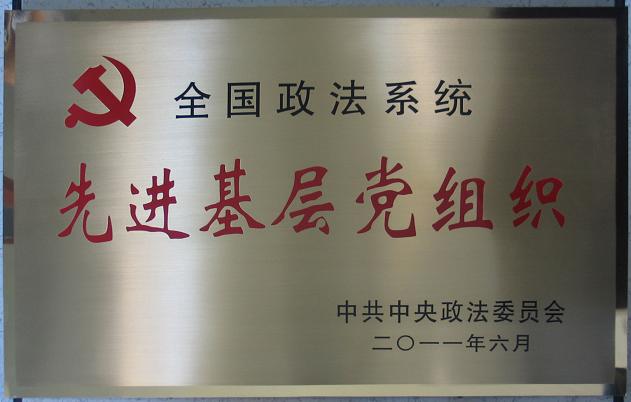 全国政法系统
先进基层党组织
中共中央政法委员会
二〇一一年六月